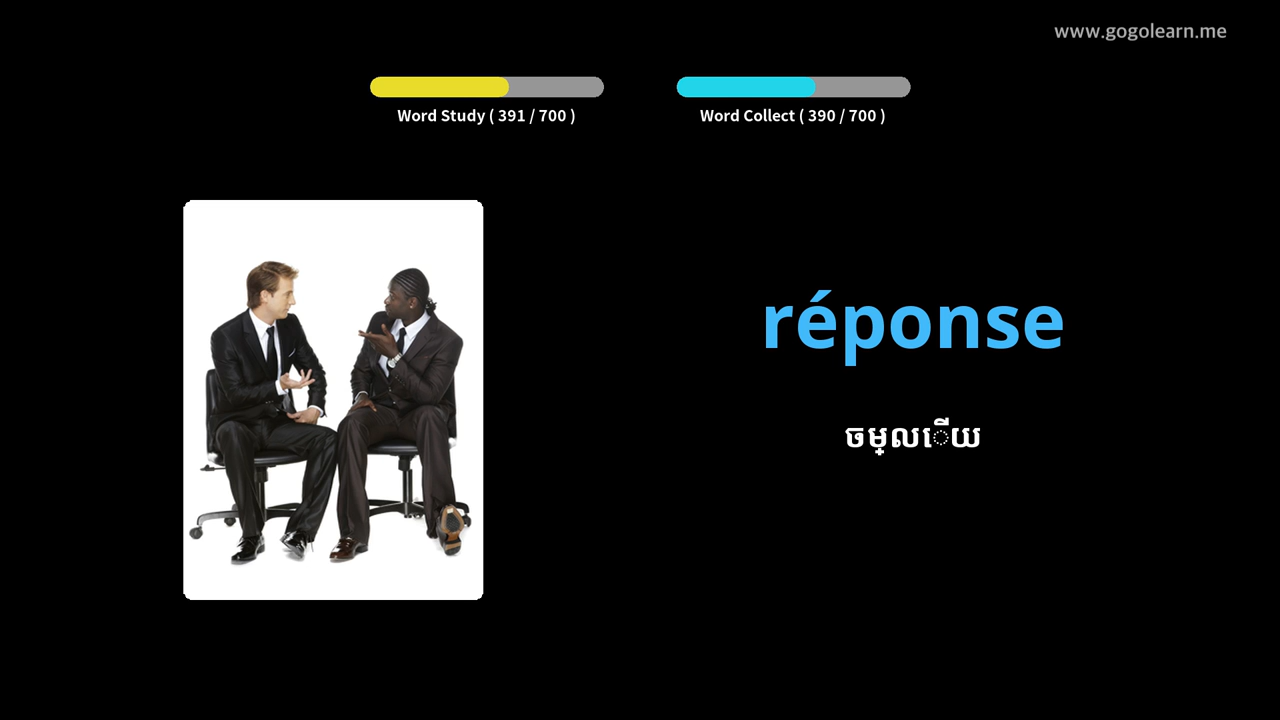 www.gogolearn.me
Word Study ( 391 / 700 )
Word Collect ( 390 / 700 )
réponse
ចម្លើយ